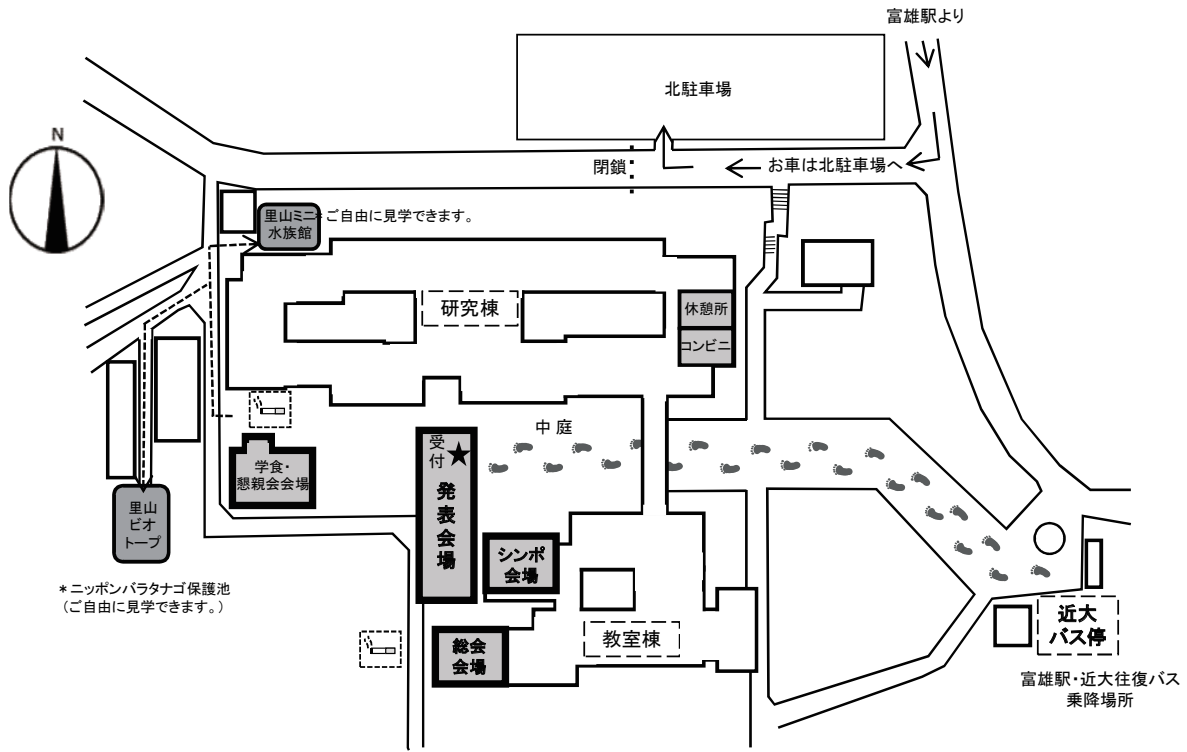 富雄駅より
北駐車場
N
閉鎖
お車は北駐車場へ
里山ミニ
水族館
*ご自由に見学できます。
研究棟
休憩所
コンビニ
中庭
受付
★
学食・
懇親会会場
発表会場
里山
ビオ
トープ
シンポ
会場
*ニッポンバラタナゴ保護池
(ご自由に見学できます。)
総会
会場
教室棟
近大
バス停
富雄駅・近大往復バス
乗降場所